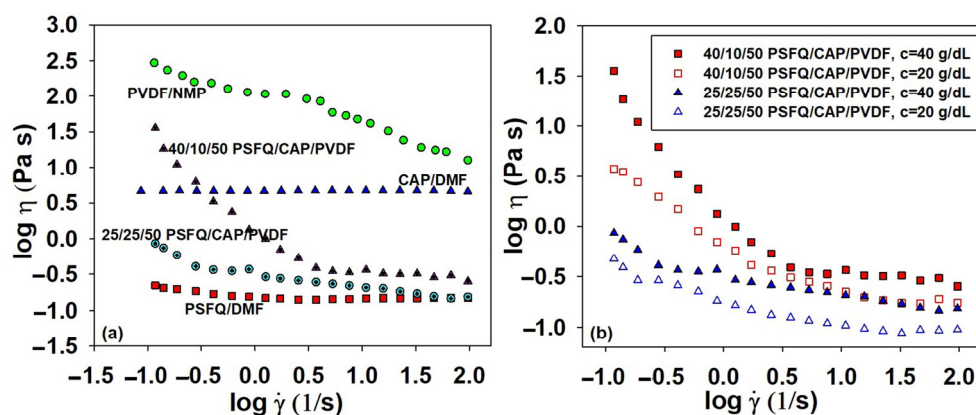 3.0
2.5
2.0
1.5
1.0
0.5
0.0
−0.5
−1.0
−1.5
log η (Pa s)
PVDF/NMP
40/10/50 PSFQ/CAP/PVDF
CAP/DMF
25/25/50 PSFQ/CAP/PVDF
PSFQ/DMF
(a)
−1.5 −1.0 −0.5 0.0 0.5 1.0 1.5 2.0
log γ̇ (1/s)
2.0
1.5
1.0
0.5
0.0
−0.5
−1.0
log η (Pa s)
40/10/50 PSFQ/CAP/PVDF, c=40 g/dL
40/10/50 PSFQ/CAP/PVDF, c=20 g/dL
25/25/50 PSFQ/CAP/PVDF, c=40 g/dL
25/25/50 PSFQ/CAP/PVDF, c=20 g/dL
(b)
−1.0 −0.5 0.0 0.5 1.0 1.5 2.0
log γ̇ (1/s)